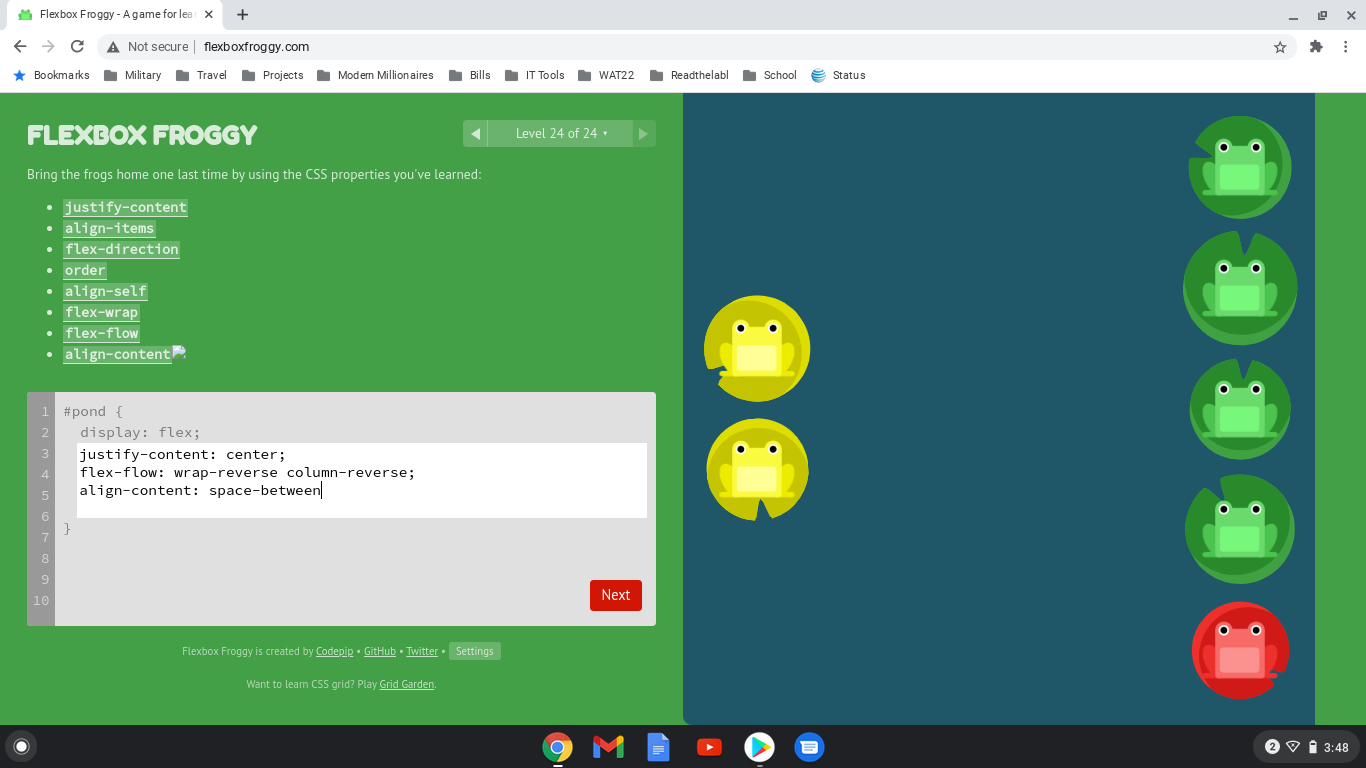 Flexbox Froggy - A game for lea
Not secure | flexboxfroggy.com
Bookmarks Military Travel Projects Modern Millionaires Bills IT Tools WAT22 Readthelabl School Status
FLEXBOX FROGGY
◀ Level 24 of 24 ▾ ▶
Bring the frogs home one last time by using the CSS properties you've learned:
• justify-content
• align-items
• flex-direction
• order
• align-self
• flex-wrap
• flex-flow
• align-content
1 #pond {
2 display: flex;
3 justify-content: center;
4 flex-flow: wrap-reverse column-reverse;
5 align-content: space-between
6
7 }
8
9
10
Next
Flexbox Froggy is created by Codepip • GitHub • Twitter • Settings
Want to learn CSS grid? Play Grid Garden.
2 3:48